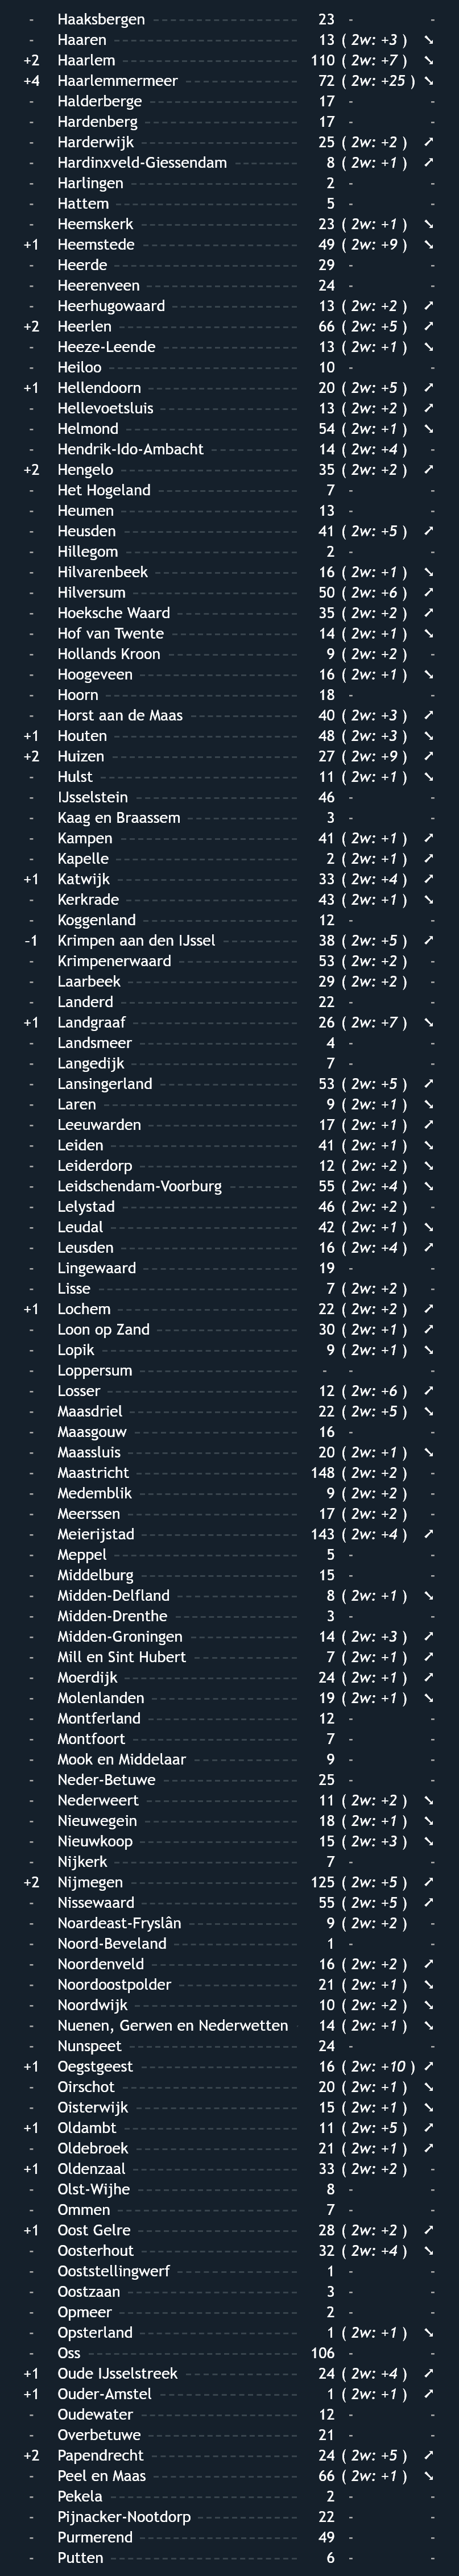 - Haaksbergen 23 - -
- Haaren 13 ( 2w: +3 ) ➘
+2 Haarlem 110 ( 2w: +7 ) ➘
+4 Haarlemmermeer 72 ( 2w: +25 ) ➘
- Halderberge 17 - -
- Hardenberg 17 - -
- Harderwijk 25 ( 2w: +2 ) ➚
- Hardinxveld-Giessendam 8 ( 2w: +1 ) ➚
- Harlingen 2 - -
- Hattem 5 - -
- Heemskerk 23 ( 2w: +1 ) ➘
+1 Heemstede 49 ( 2w: +9 ) ➘
- Heerde 29 - -
- Heerenveen 24 - -
- Heerhugowaard 13 ( 2w: +2 ) ➚
+2 Heerlen 66 ( 2w: +5 ) ➚
- Heeze-Leende 13 ( 2w: +1 ) ➘
- Heiloo 10 - -
+1 Hellendoorn 20 ( 2w: +5 ) ➚
- Hellevoetsluis 13 ( 2w: +2 ) ➚
- Helmond 54 ( 2w: +1 ) ➘
- Hendrik-Ido-Ambacht 14 ( 2w: +4 ) -
+2 Hengelo 35 ( 2w: +2 ) ➚
- Het Hogeland 7 - -
- Heumen 13 - -
- Heusden 41 ( 2w: +5 ) ➚
- Hillegom 2 - -
- Hilvarenbeek 16 ( 2w: +1 ) ➘
- Hilversum 50 ( 2w: +6 ) ➚
- Hoeksche Waard 35 ( 2w: +2 ) ➚
- Hof van Twente 14 ( 2w: +1 ) ➘
- Hollands Kroon 9 ( 2w: +2 ) -
- Hoogeveen 16 ( 2w: +1 ) ➘
- Hoorn 18 - -
- Horst aan de Maas 40 ( 2w: +3 ) ➚
+1 Houten 48 ( 2w: +3 ) ➘
+2 Huizen 27 ( 2w: +9 ) ➚
- Hulst 11 ( 2w: +1 ) ➘
- IJsselstein 46 - -
- Kaag en Braassem 3 - -
- Kampen 41 ( 2w: +1 ) ➚
- Kapelle 2 ( 2w: +1 ) ➚
+1 Katwijk 33 ( 2w: +4 ) ➚
- Kerkrade 43 ( 2w: +1 ) ➘
- Koggenland 12 - -
-1 Krimpen aan den IJssel 38 ( 2w: +5 ) ➚
- Krimpenerwaard 53 ( 2w: +2 ) -
- Laarbeek 29 ( 2w: +2 ) -
- Landerd 22 - -
+1 Landgraaf 26 ( 2w: +7 ) ➘
- Landsmeer 4 - -
- Langedijk 7 - -
- Lansingerland 53 ( 2w: +5 ) ➚
- Laren 9 ( 2w: +1 ) ➘
- Leeuwarden 17 ( 2w: +1 ) ➚
- Leiden 41 ( 2w: +1 ) ➘
- Leiderdorp 12 ( 2w: +2 ) ➘
- Leidschendam-Voorburg 55 ( 2w: +4 ) ➘
- Lelystad 46 ( 2w: +2 ) -
- Leudal 42 ( 2w: +1 ) ➘
- Leusden 16 ( 2w: +4 ) ➚
- Lingewaard 19 - -
- Lisse 7 ( 2w: +2 ) -
+1 Lochem 22 ( 2w: +2 ) ➚
- Loon op Zand 30 ( 2w: +1 ) ➚
- Lopik 9 ( 2w: +1 ) ➘
- Loppersum - - -
- Losser 12 ( 2w: +6 ) ➚
- Maasdriel 22 ( 2w: +5 ) ➘
- Maasgouw 16 - -
- Maassluis 20 ( 2w: +1 ) ➘
- Maastricht 148 ( 2w: +2 ) -
- Medemblik 9 ( 2w: +2 ) -
- Meerssen 17 ( 2w: +2 ) -
- Meierijstad 143 ( 2w: +4 ) ➚
- Meppel 5 - -
- Middelburg 15 - -
- Midden-Delfland 8 ( 2w: +1 ) ➘
- Midden-Drenthe 3 - -
- Midden-Groningen 14 ( 2w: +3 ) ➚
- Mill en Sint Hubert 7 ( 2w: +1 ) ➚
- Moerdijk 24 ( 2w: +1 ) ➚
- Molenlanden 19 ( 2w: +1 ) ➘
- Montferland 12 - -
- Montfoort 7 - -
- Mook en Middelaar 9 - -
- Neder-Betuwe 25 - -
- Nederweert 11 ( 2w: +2 ) ➘
- Nieuwegein 18 ( 2w: +1 ) ➘
- Nieuwkoop 15 ( 2w: +3 ) ➘
- Nijkerk 7 - -
+2 Nijmegen 125 ( 2w: +5 ) ➚
- Nissewaard 55 ( 2w: +5 ) ➚
- Noardeast-Fryslân 9 ( 2w: +2 ) -
- Noord-Beveland 1 - -
- Noordenveld 16 ( 2w: +2 ) ➚
- Noordoostpolder 21 ( 2w: +1 ) ➘
- Noordwijk 10 ( 2w: +2 ) ➘
- Nuenen, Gerwen en Nederwetten 14 ( 2w: +1 ) ➘
- Nunspeet 24 - -
+1 Oegstgeest 16 ( 2w: +10 ) ➚
- Oirschot 20 ( 2w: +1 ) ➘
- Oisterwijk 15 ( 2w: +1 ) ➘
+1 Oldambt 11 ( 2w: +5 ) ➚
- Oldebroek 21 ( 2w: +1 ) ➚
+1 Oldenzaal 33 ( 2w: +2 ) -
- Olst-Wijhe 8 - -
- Ommen 7 - -
+1 Oost Gelre 28 ( 2w: +2 ) ➚
- Oosterhout 32 ( 2w: +4 ) ➘
- Ooststellingwerf 1 - -
- Oostzaan 3 - -
- Opmeer 2 - -
- Opsterland 1 ( 2w: +1 ) ➘
- Oss 106 - -
+1 Oude IJsselstreek 24 ( 2w: +4 ) ➚
+1 Ouder-Amstel 1 ( 2w: +1 ) ➚
- Oudewater 12 - -
- Overbetuwe 21 - -
+2 Papendrecht 24 ( 2w: +5 ) ➚
- Peel en Maas 66 ( 2w: +1 ) ➘
- Pekela 2 - -
- Pijnacker-Nootdorp 22 - -
- Purmerend 49 - -
- Putten 6 - -